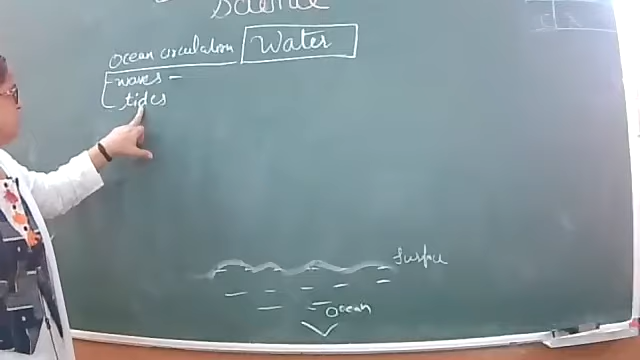 Science
Ocean circulation Water
waves -
tides
Surface
Ocean